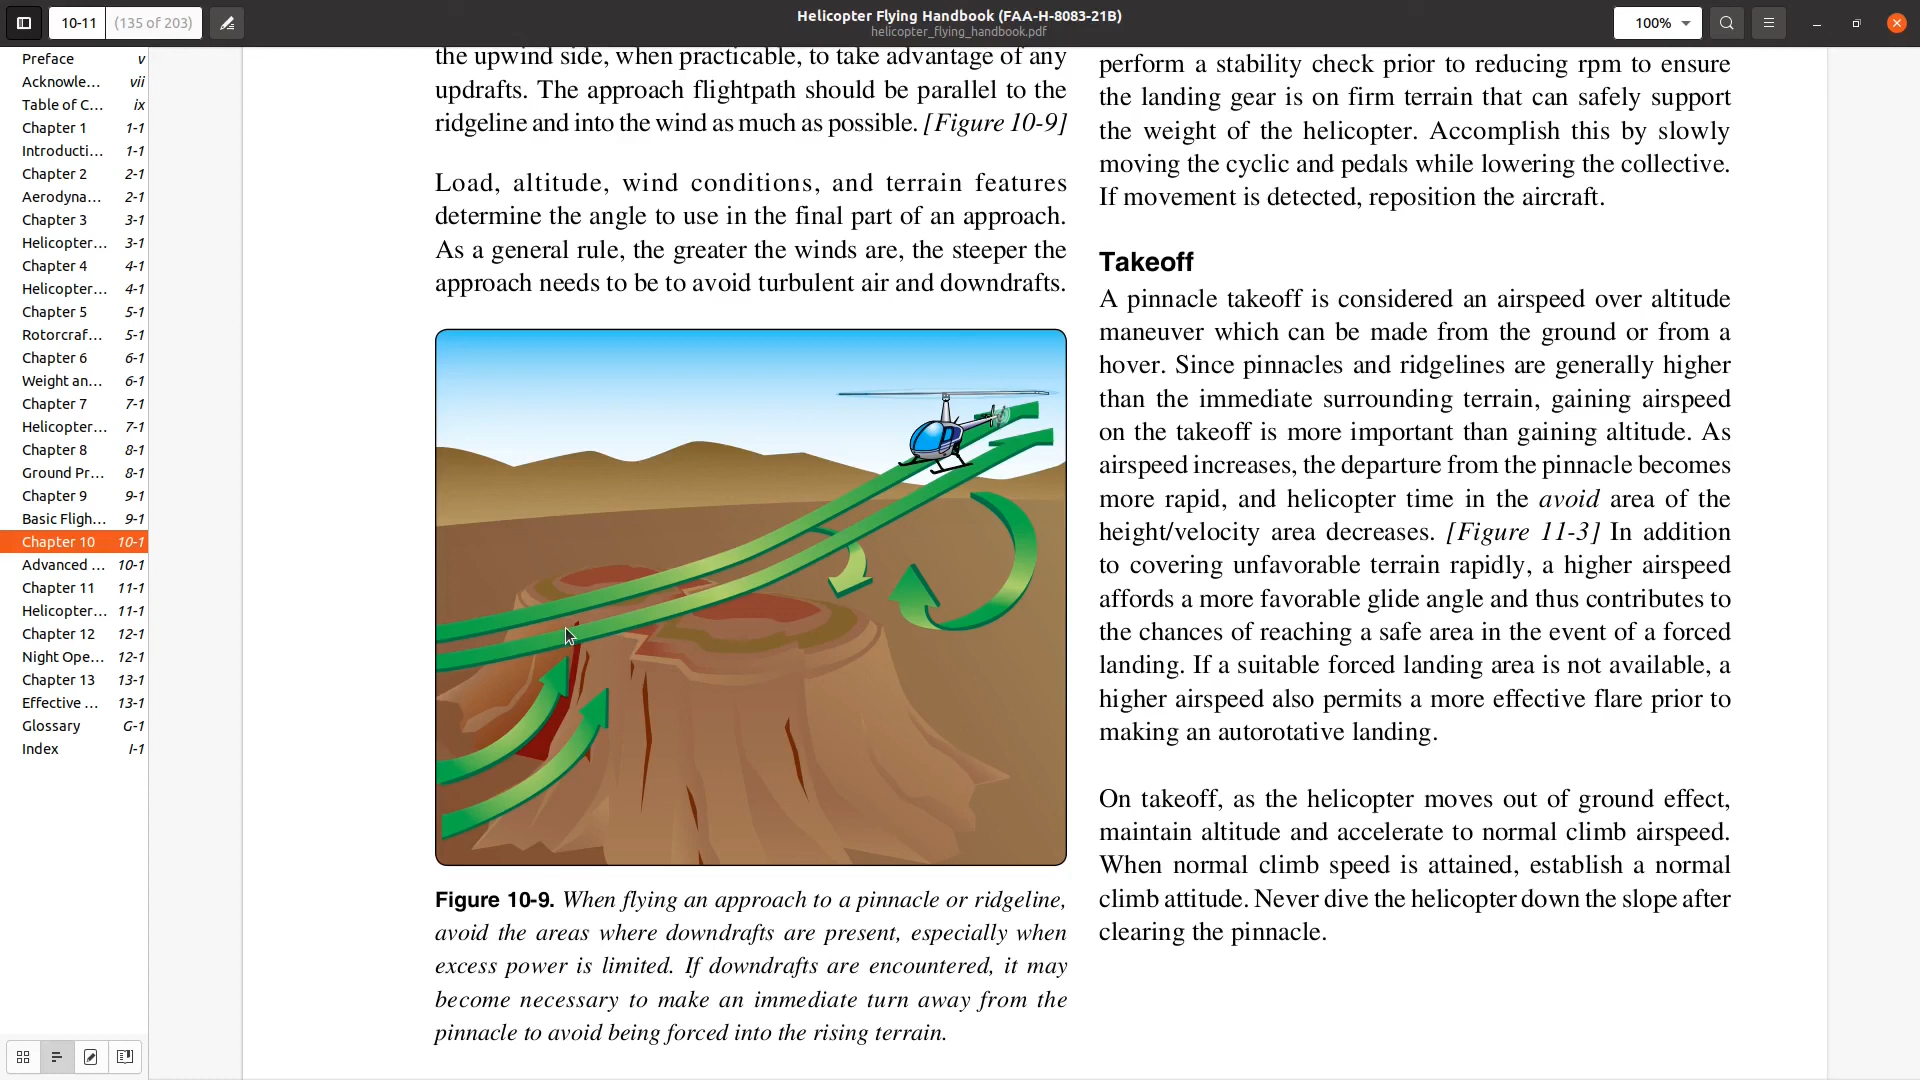 10-11 (135 of 203)
Helicopter Flying Handbook (FAA-H-8083-21B)
helicopter_flying_handbook.pdf
100%
Preface v
Acknowle... vii
Table of C... ix
Chapter 1 1-1
Introducti... 1-1
Chapter 2 2-1
Aerodyna... 2-1
Chapter 3 3-1
Helicopter... 3-1
Chapter 4 4-1
Helicopter... 4-1
Chapter 5 5-1
Rotorcraf... 5-1
Chapter 6 6-1
Weight an... 6-1
Chapter 7 7-1
Helicopter... 7-1
Chapter 8 8-1
Ground Pr... 8-1
Chapter 9 9-1
Basic Fligh... 9-1
Chapter 10 10-1
Advanced ... 10-1
Chapter 11 11-1
Helicopter... 11-1
Chapter 12 12-1
Night Ope... 12-1
Chapter 13 13-1
Effective ... 13-1
Glossary G-1
Index I-1
the upwind side, when practicable, to take advantage of any
updrafts. The approach flightpath should be parallel to the
ridgeline and into the wind as much as possible. [Figure 10-9]
Load, altitude, wind conditions, and terrain features
determine the angle to use in the final part of an approach.
As a general rule, the greater the winds are, the steeper the
approach needs to be to avoid turbulent air and downdrafts.
Figure 10-9. When flying an approach to a pinnacle or ridgeline,
avoid the areas where downdrafts are present, especially when
excess power is limited. If downdrafts are encountered, it may
become necessary to make an immediate turn away from the
pinnacle to avoid being forced into the rising terrain.
perform a stability check prior to reducing rpm to ensure
the landing gear is on firm terrain that can safely support
the weight of the helicopter. Accomplish this by slowly
moving the cyclic and pedals while lowering the collective.
If movement is detected, reposition the aircraft.
Takeoff
A pinnacle takeoff is considered an airspeed over altitude
maneuver which can be made from the ground or from a
hover. Since pinnacles and ridgelines are generally higher
than the immediate surrounding terrain, gaining airspeed
on the takeoff is more important than gaining altitude. As
airspeed increases, the departure from the pinnacle becomes
more rapid, and helicopter time in the avoid area of the
height/velocity area decreases. [Figure 11-3] In addition
to covering unfavorable terrain rapidly, a higher airspeed
affords a more favorable glide angle and thus contributes to
the chances of reaching a safe area in the event of a forced
landing. If a suitable forced landing area is not available, a
higher airspeed also permits a more effective flare prior to
making an autorotative landing.
On takeoff, as the helicopter moves out of ground effect,
maintain altitude and accelerate to normal climb airspeed.
When normal climb speed is attained, establish a normal
climb attitude. Never dive the helicopter down the slope after
clearing the pinnacle.